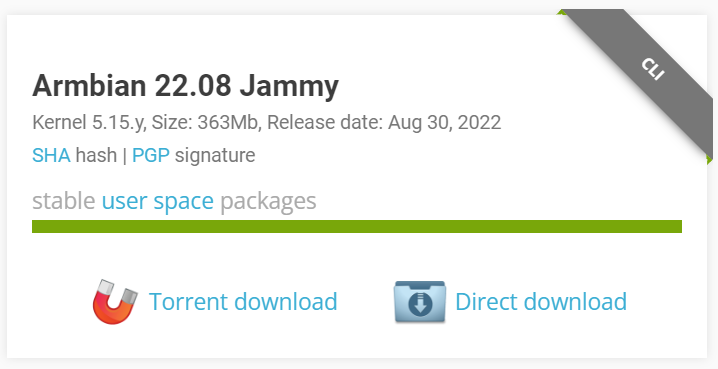 CLI
Armbian 22.08 Jammy
Kernel 5.15.y, Size: 363Mb, Release date: Aug 30, 2022
SHA hash | PGP signature
stable user space packages
Torrent download
Direct download